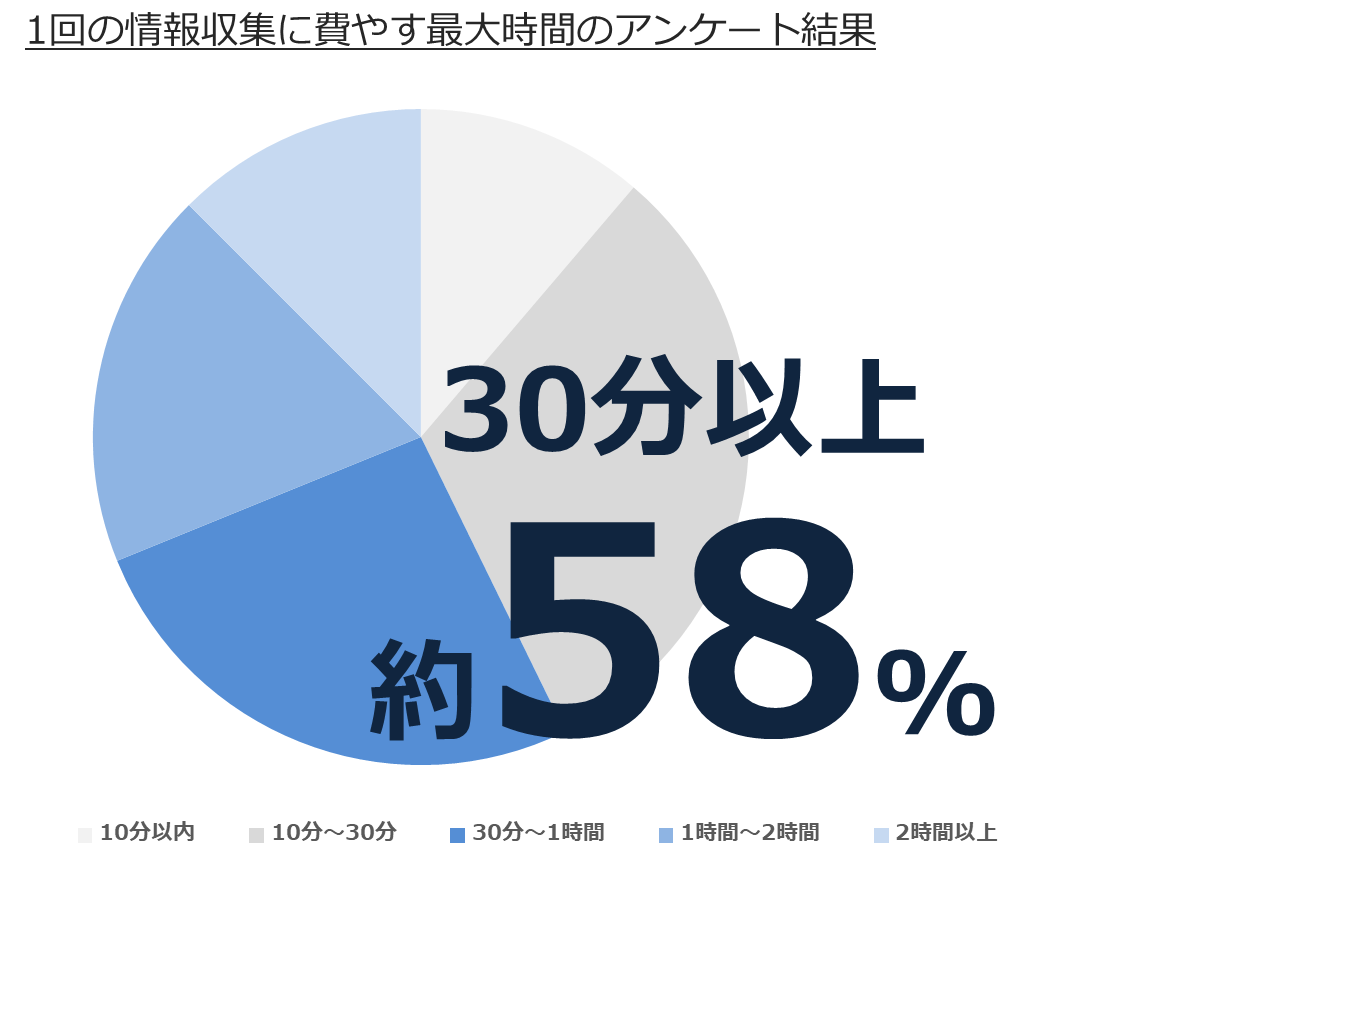 1回の情報収集に費やす最大時間のアンケート結果
30分以上
約58%
10分以内
10分～30分
30分～1時間
1時間～2時間
2時間以上